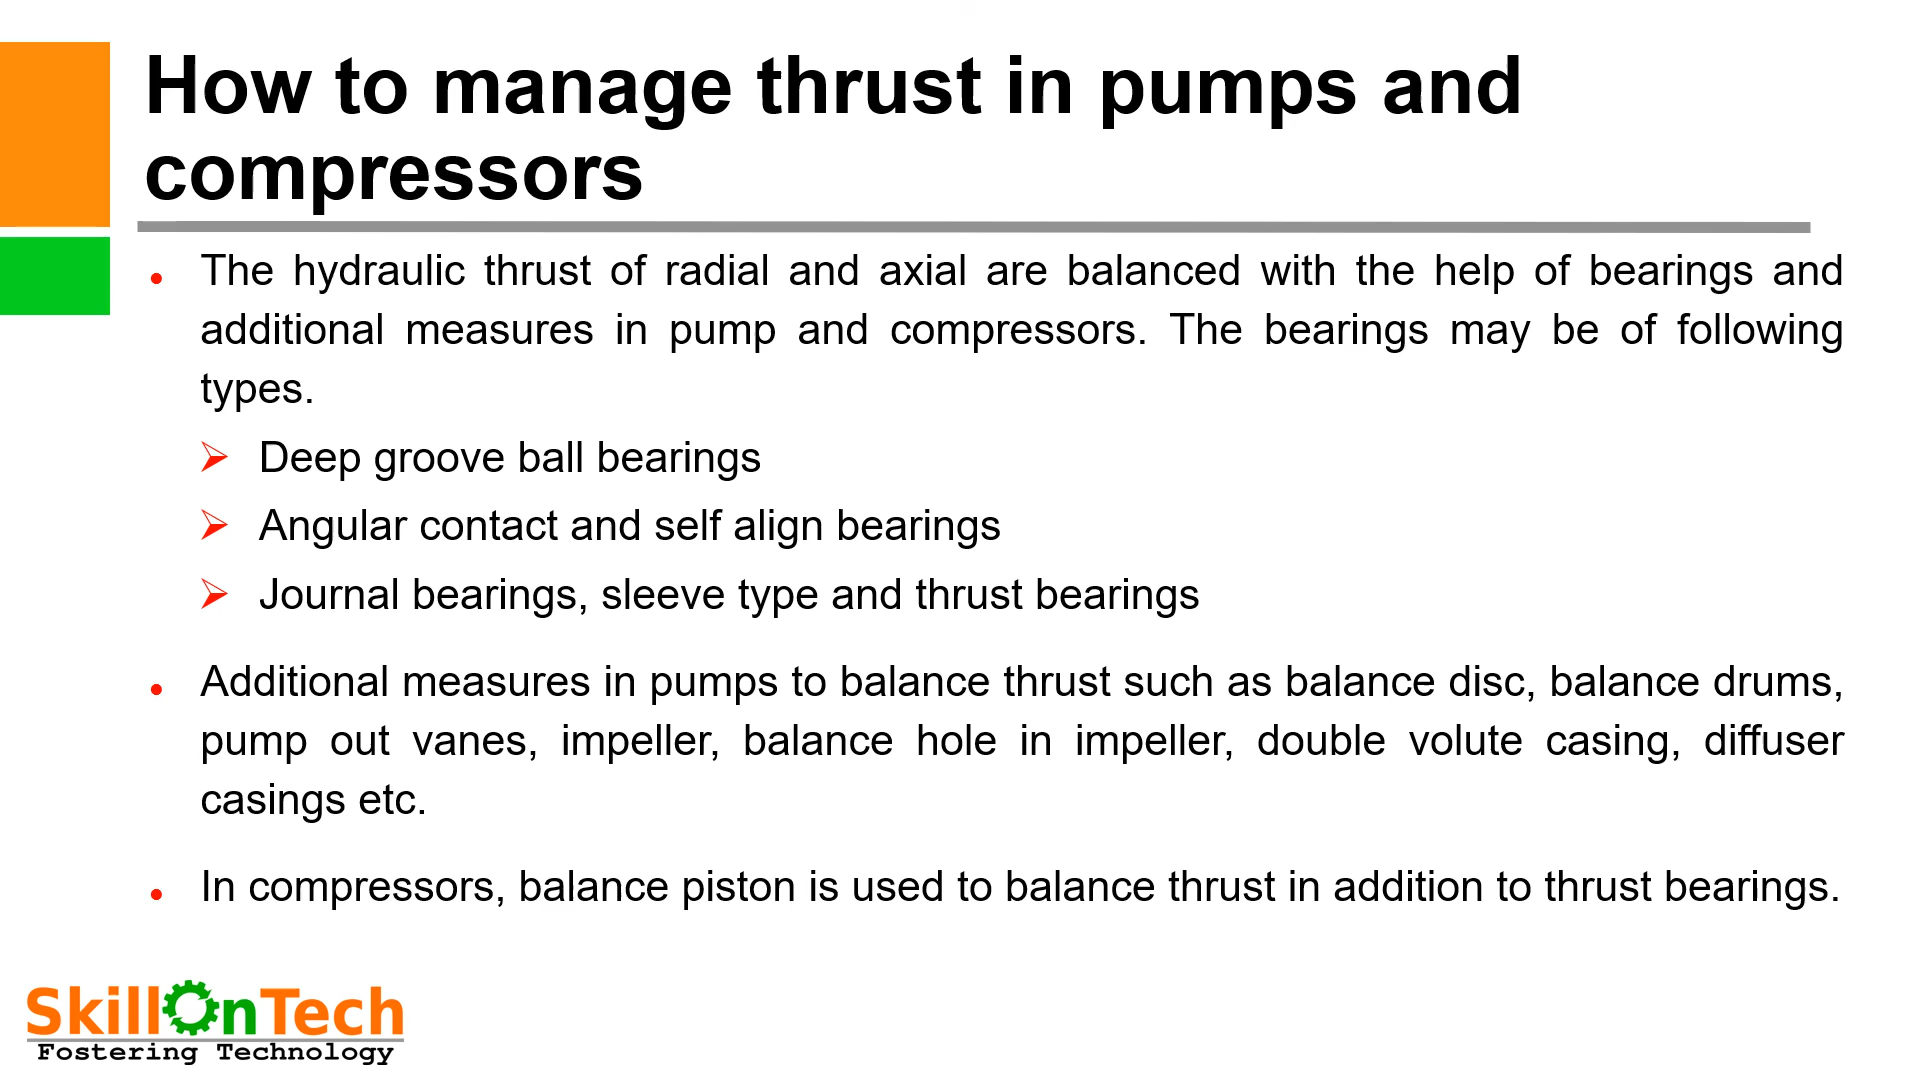 How to manage thrust in pumps and
compressors
The hydraulic thrust of radial and axial are balanced with the help of bearings and
additional measures in pump and compressors. The bearings may be of following
types.
Deep groove ball bearings
Angular contact and self align bearings
Journal bearings, sleeve type and thrust bearings
Additional measures in pumps to balance thrust such as balance disc, balance drums,
pump out vanes, impeller, balance hole in impeller, double volute casing, diffuser
casings etc.
In compressors, balance piston is used to balance thrust in addition to thrust bearings.
SkillOnTech
Fostering Technology